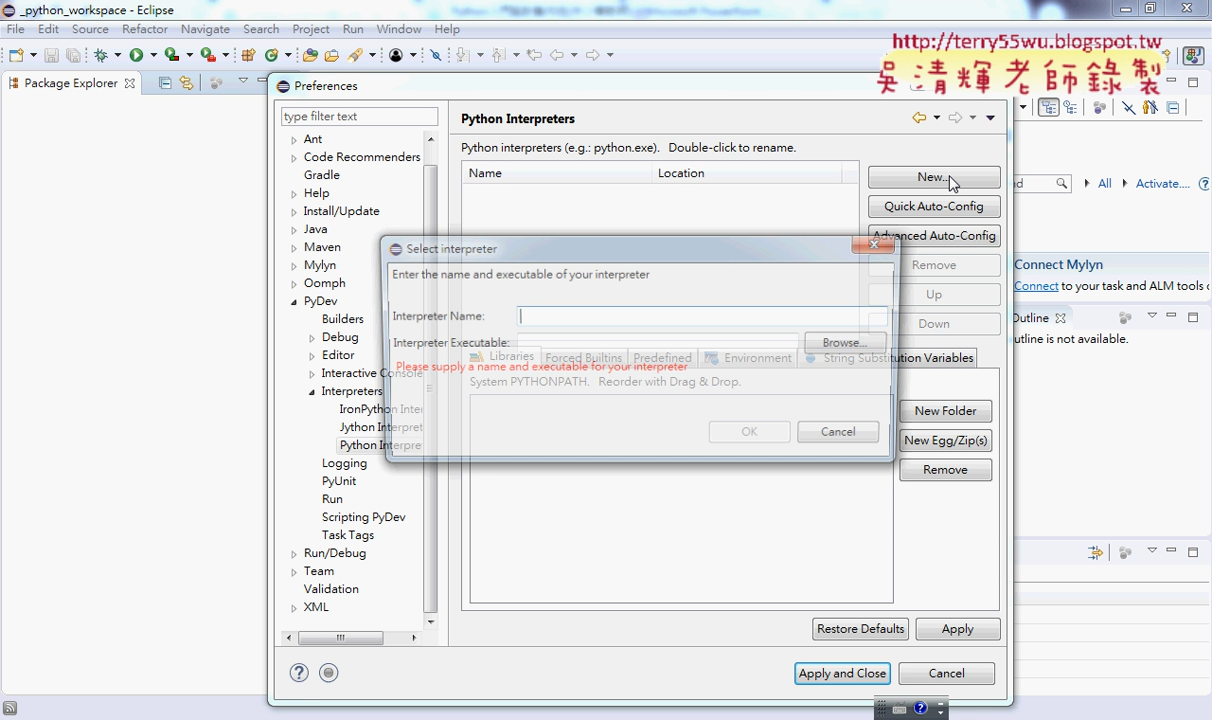 _python_workspace - Eclipse
File Edit Source Refactor Navigate Search Project Run Window Help
http://terry55wu.blogspot.tw
吳清輝老師錄製
Package Explorer
Preferences
type filter text
Ant
Code Recommenders
Gradle
Help
Install/Update
Java
Maven
Mylyn
Oomph
PyDev
Builders
Debug
Editor
Interactive Console
Interpreters
IronPython Inter
Jython Interpret
Python Interpre
Logging
PyUnit
Run
Scripting PyDev
Task Tags
Run/Debug
Team
Validation
XML
Python Interpreters
Python interpreters (e.g.: python.exe). Double-click to rename.
Name Location
New...
Quick Auto-Config
Advanced Auto-Config
Remove
Up
Down
Select interpreter
Enter the name and executable of your interpreter
Interpreter Name:
Interpreter Executable: Browse...
Please supply a name and executable for your interpreter
OK Cancel
Libraries Forced Builtins Predefined Environment String Substitution Variables
System PYTHONPATH. Reorder with Drag & Drop.
New Folder
New Egg/Zip(s)
Remove
Restore Defaults Apply
Apply and Close Cancel
All Activate....
Connect Mylyn
Connect to your task and ALM tools o
Outline
utline is not available.